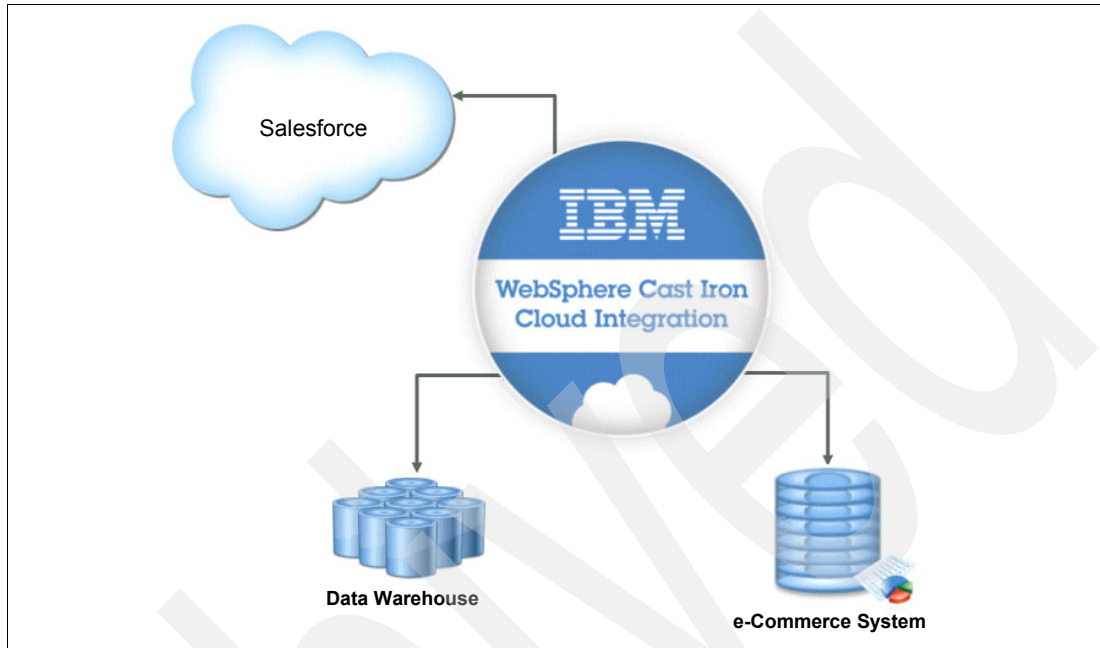 Salesforce
IBM
WebSphere Cast Iron
Cloud Integration
Data Warehouse
e-Commerce System